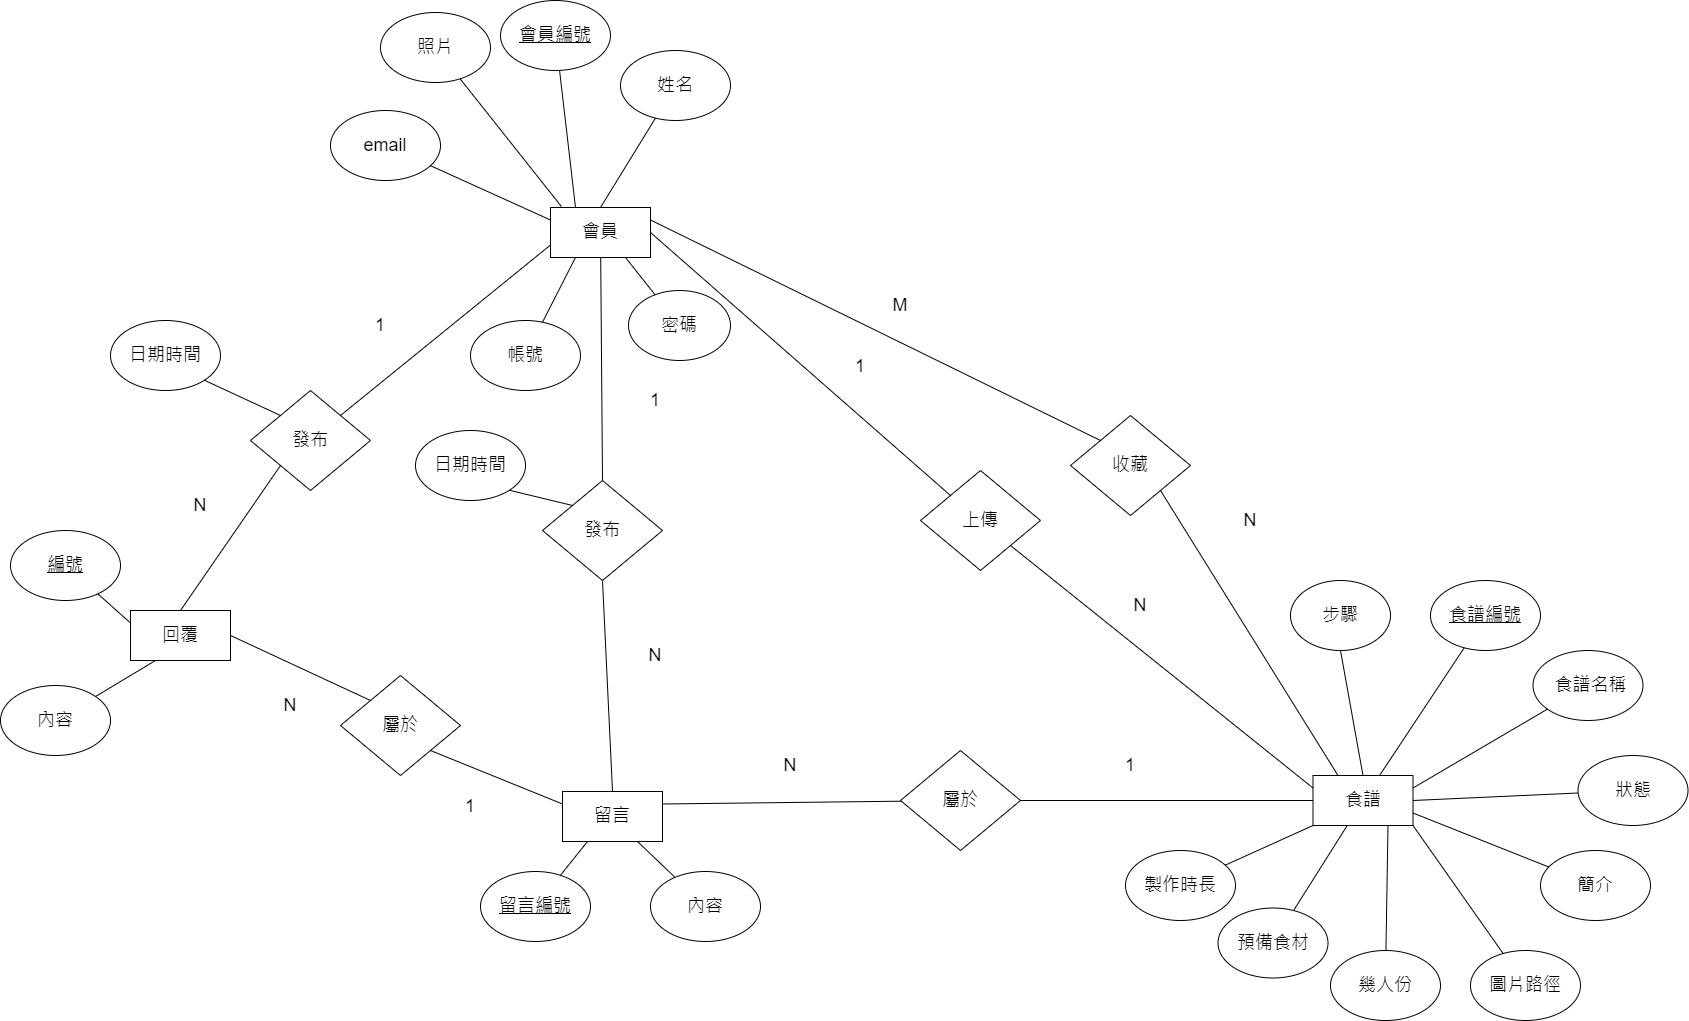 會員編號
照片
姓名
email
會員
M
1
密碼
日期時間
帳號
1
1
發布
日期時間
收藏
N
發布
上傳
N
編號
N
步驟
食譜編號
回覆
N
食譜名稱
N
內容
屬於
N
1
狀態
1
留言
屬於
食譜
製作時長
簡介
留言編號
內容
預備食材
幾人份
圖片路徑